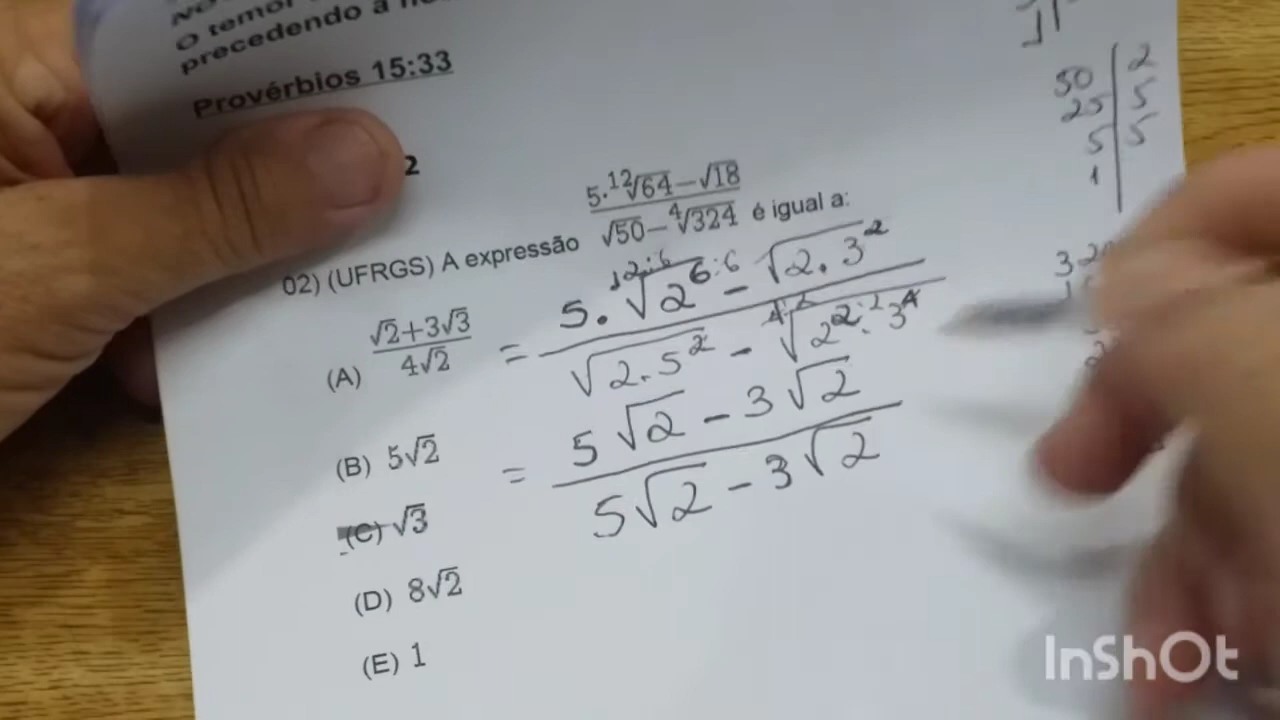 O temor
precedendo a
Provérbios 15:33
2
02) (UFRGS) A expressão (5.¹²√64 − √18)/(√50 − ⁴√324) é igual a:
(A) (√2+3√3)/(4√2)
= (5. ¹²:⁶√2⁶:⁶ − √2.3²)/(√2.5² − ⁴:²√2²:².3⁴)
(B) 5√2
= (5√2 − 3√2)/(5√2 − 3√2)
(C) √3
(D) 8√2
(E) 1
50 | 2
25 | 5
5 | 5
1
InShOt